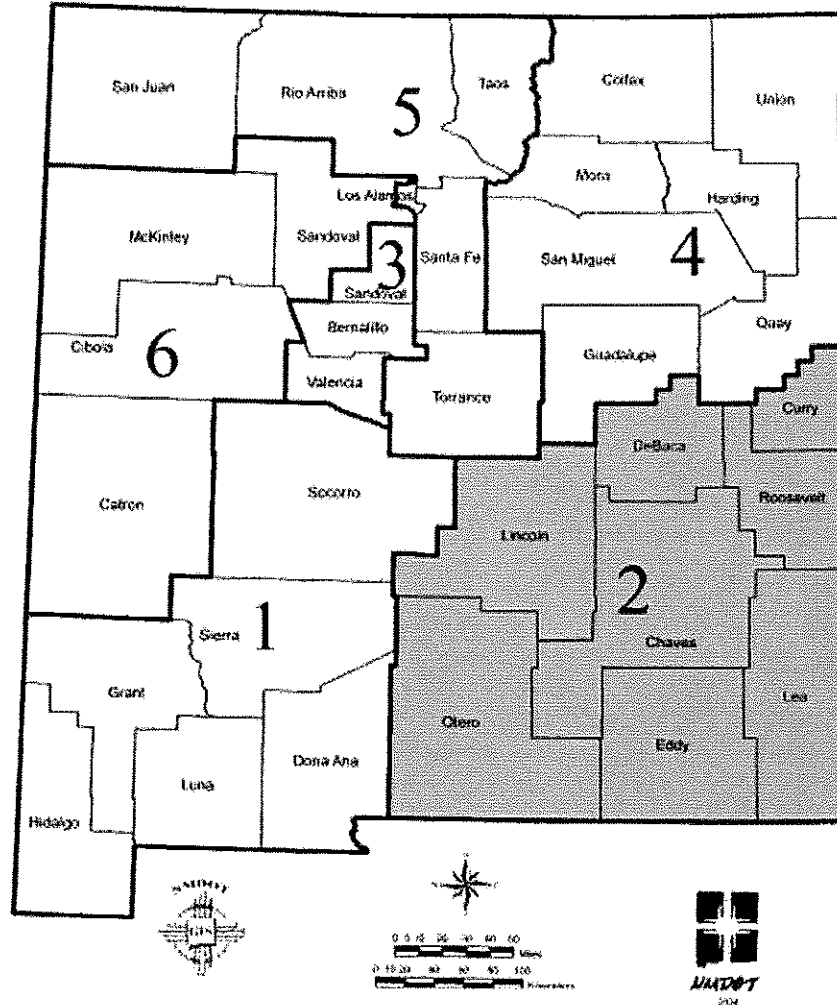 San Juan
Rio Arriba
Taos
Colfax
Union
5
Mora
Los Alamos
Harding
McKinley
Sandoval
Santa Fe
San Miguel
4
3
Sandoval
Bernalillo
Quay
Cibola
6
Guadalupe
Valencia
Torrance
Curry
DeBaca
Catron
Socorro
Roosevelt
Lincoln
2
1
Sierra
Chaves
Grant
Lea
Otero
Eddy
Dona Ana
Luna
Hidalgo
NMDOT
GIS
Miles
Kilometers
NMDOT